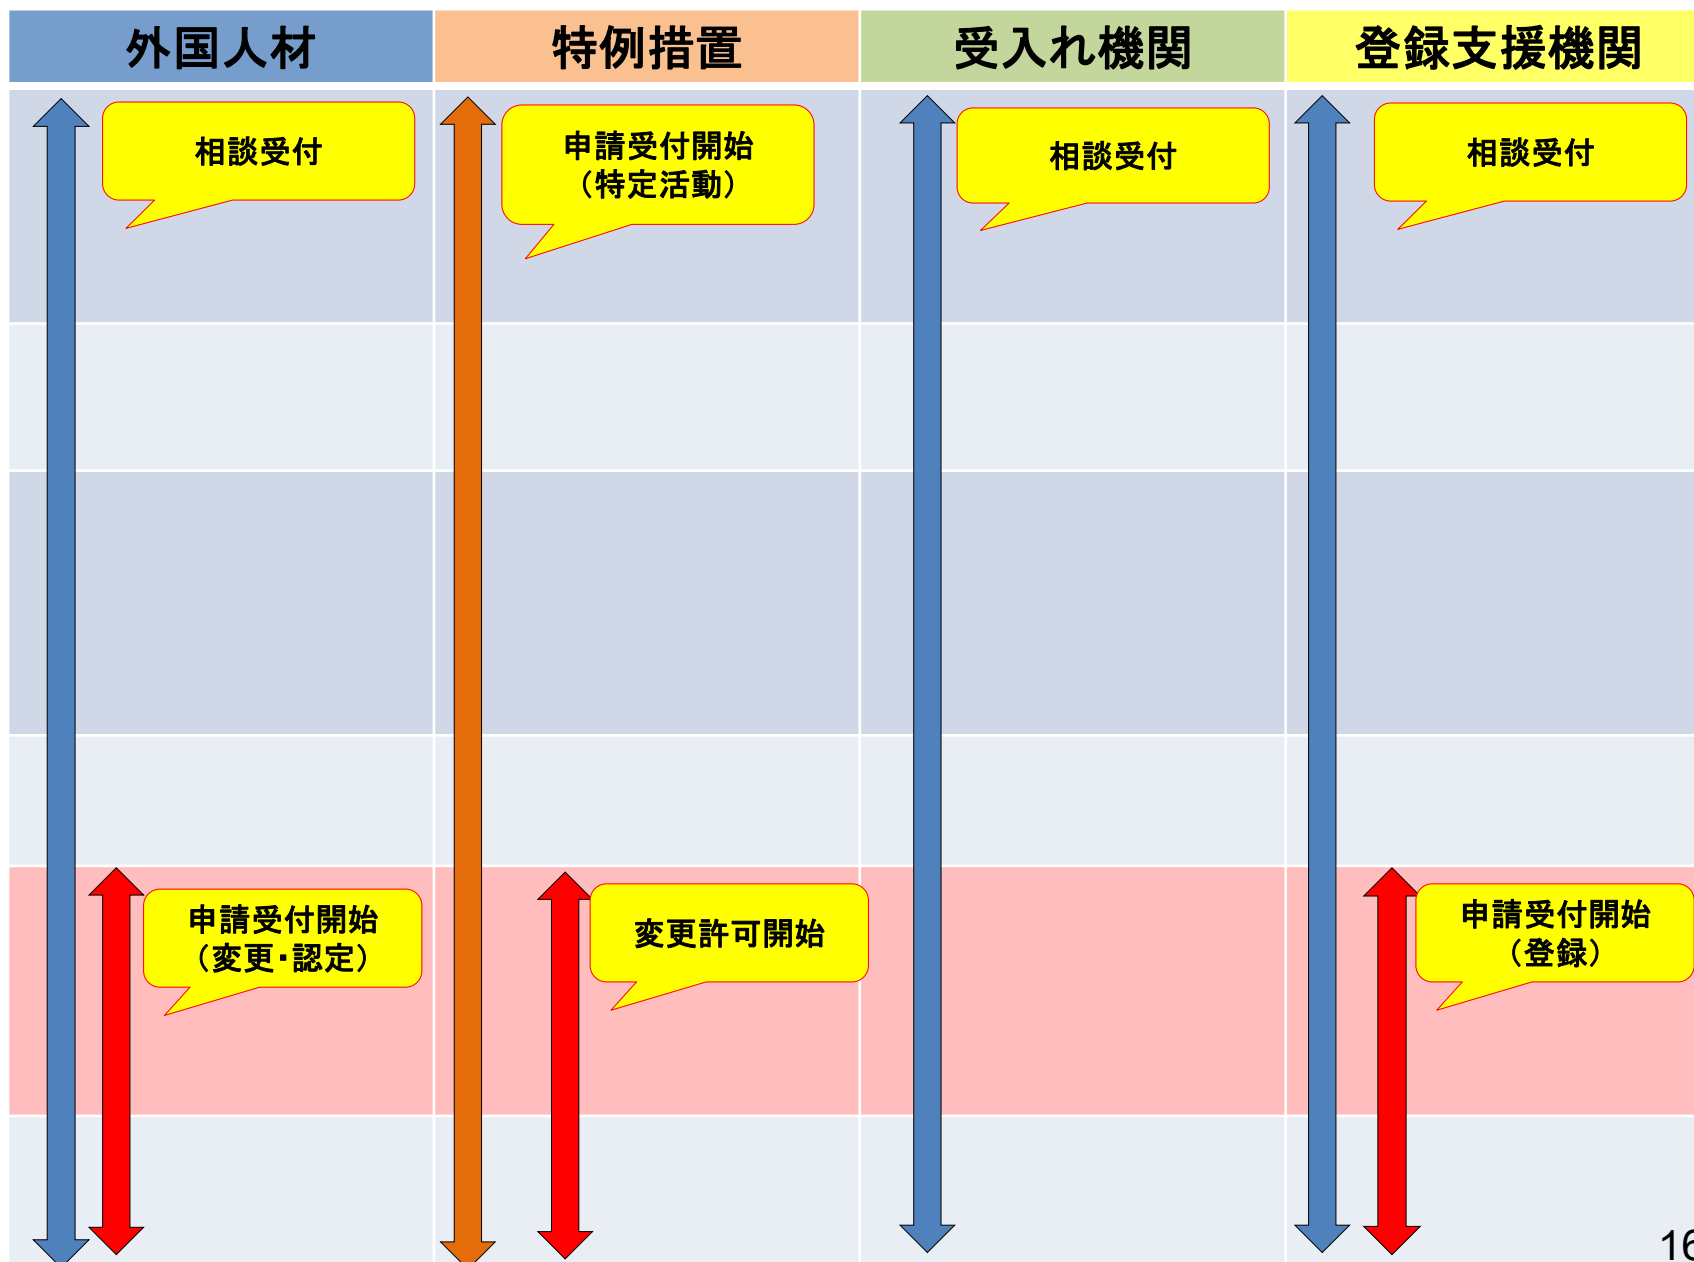 外国人材
特例措置
受入れ機関
登録支援機関
相談受付
申請受付開始
（特定活動）
相談受付
相談受付
申請受付開始
（変更・認定）
変更許可開始
申請受付開始
（登録）
16